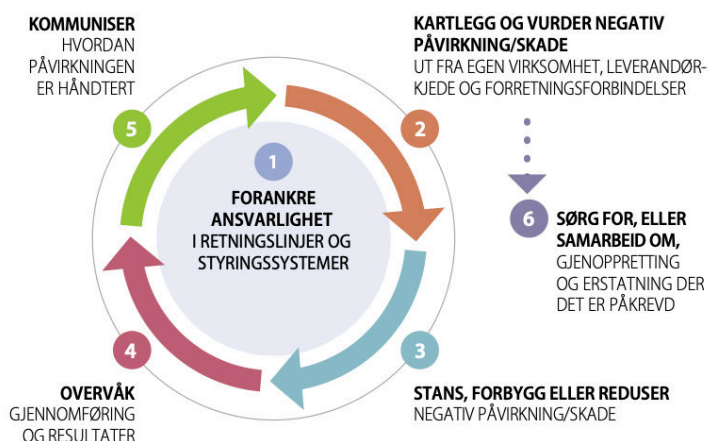 1
FORANKRE
ANSVARLIGHET
I RETNINGSLINJER OG
STYRINGSSYSTEMER
2
KARTLEGG OG VURDER NEGATIV
PÅVIRKNING/SKADE
UT FRA EGEN VIRKSOMHET, LEVERANDØR-
KJEDE OG FORRETNINGSFORBINDELSER
3
STANS, FORBYGG ELLER REDUSER
NEGATIV PÅVIRKNING/SKADE
4
OVERVÅK
GJENNOMFØRING
OG RESULTATER
5
KOMMUNISER
HVORDAN
PÅVIRKNINGEN
ER HÅNDTERT
6
SØRG FOR, ELLER
SAMARBEID OM,
GJENOPPRETTING
OG ERSTATNING DER
DET ER PÅKREVD